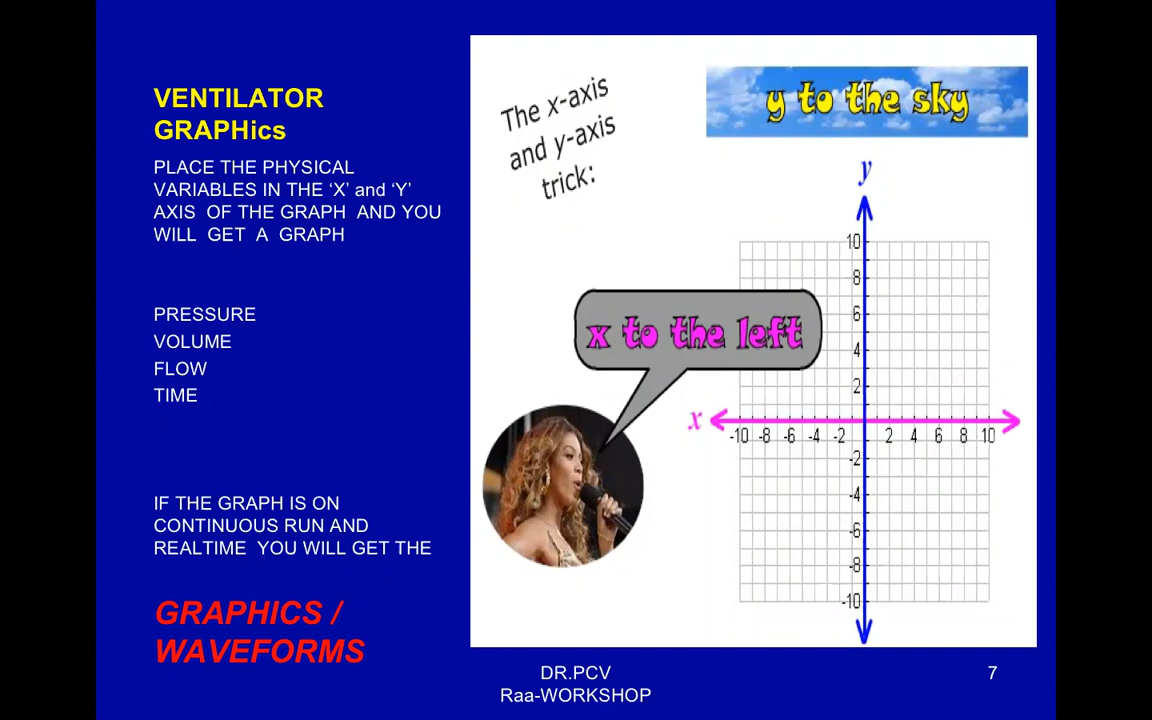 VENTILATOR
GRAPHics
PLACE THE PHYSICAL
VARIABLES IN THE ‘X’ and ‘Y’
AXIS OF THE GRAPH AND YOU
WILL GET A GRAPH
PRESSURE
VOLUME
FLOW
TIME
IF THE GRAPH IS ON
CONTINUOUS RUN AND
REALTIME YOU WILL GET THE
GRAPHICS /
WAVEFORMS
The x-axis
and y-axis
trick:
y to the sky
y
10
8
6
4
2
x to the left
x
-10 -8 -6 -4 -2 2 4 6 8 10
-2
-4
-6
-8
-10
DR.PCV
Raa-WORKSHOP
7